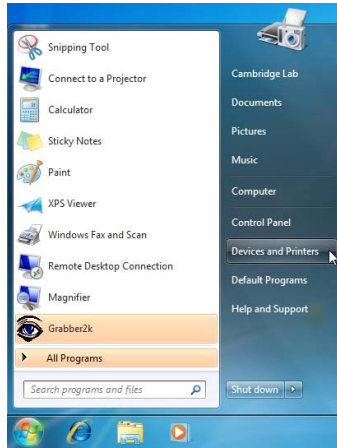 Snipping Tool
Connect to a Projector
Calculator
Sticky Notes
Paint
XPS Viewer
Windows Fax and Scan
Remote Desktop Connection
Magnifier
Grabber2k
All Programs
Search programs and files
Cambridge Lab
Documents
Pictures
Music
Computer
Control Panel
Devices and Printers
Default Programs
Help and Support
Shut down